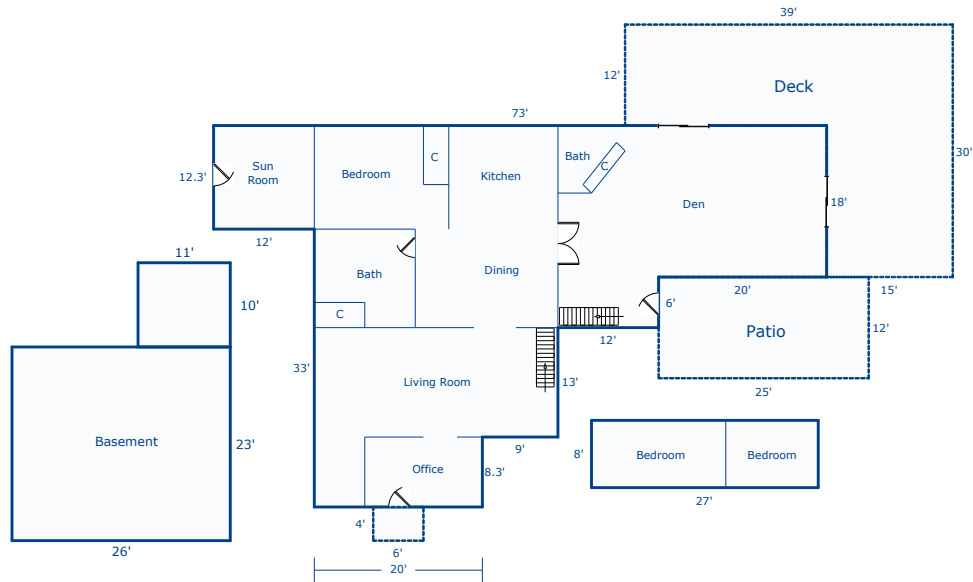 39'
12'
Deck
73'
Sun
Room
Bedroom
C
Kitchen
Bath
C
30'
12.3'
Den
18'
12'
11'
Bath
Dining
10'
C
20'
15'
6'
Patio
12'
12'
33'
Living Room
13'
25'
Basement
23'
9'
8'
Bedroom
Bedroom
Office
8.3'
27'
4'
26'
6'
20'